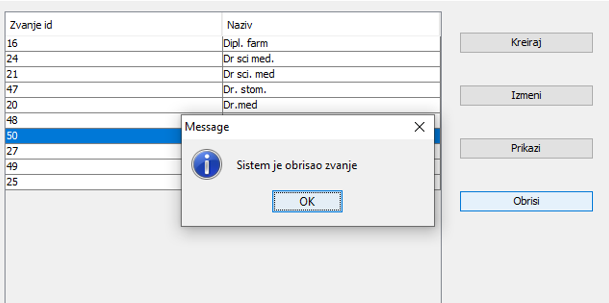 Zvanje id Naziv
16 Dipl. farm
24 Dr sci med.
21 Dr sci. med
47 Dr. stom.
20 Dr.med
48
50
27
49
25
Message
Sistem je obrisao zvanje
OK
Kreiraj
Izmeni
Prikazi
Obrisi